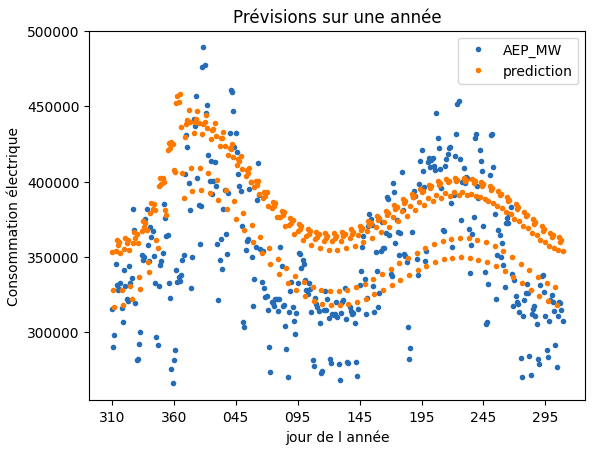 Prévisions sur une année
AEP_MW
prediction
Consommation électrique
500000
450000
400000
350000
300000
310 360 045 095 145 195 245 295
jour de l année